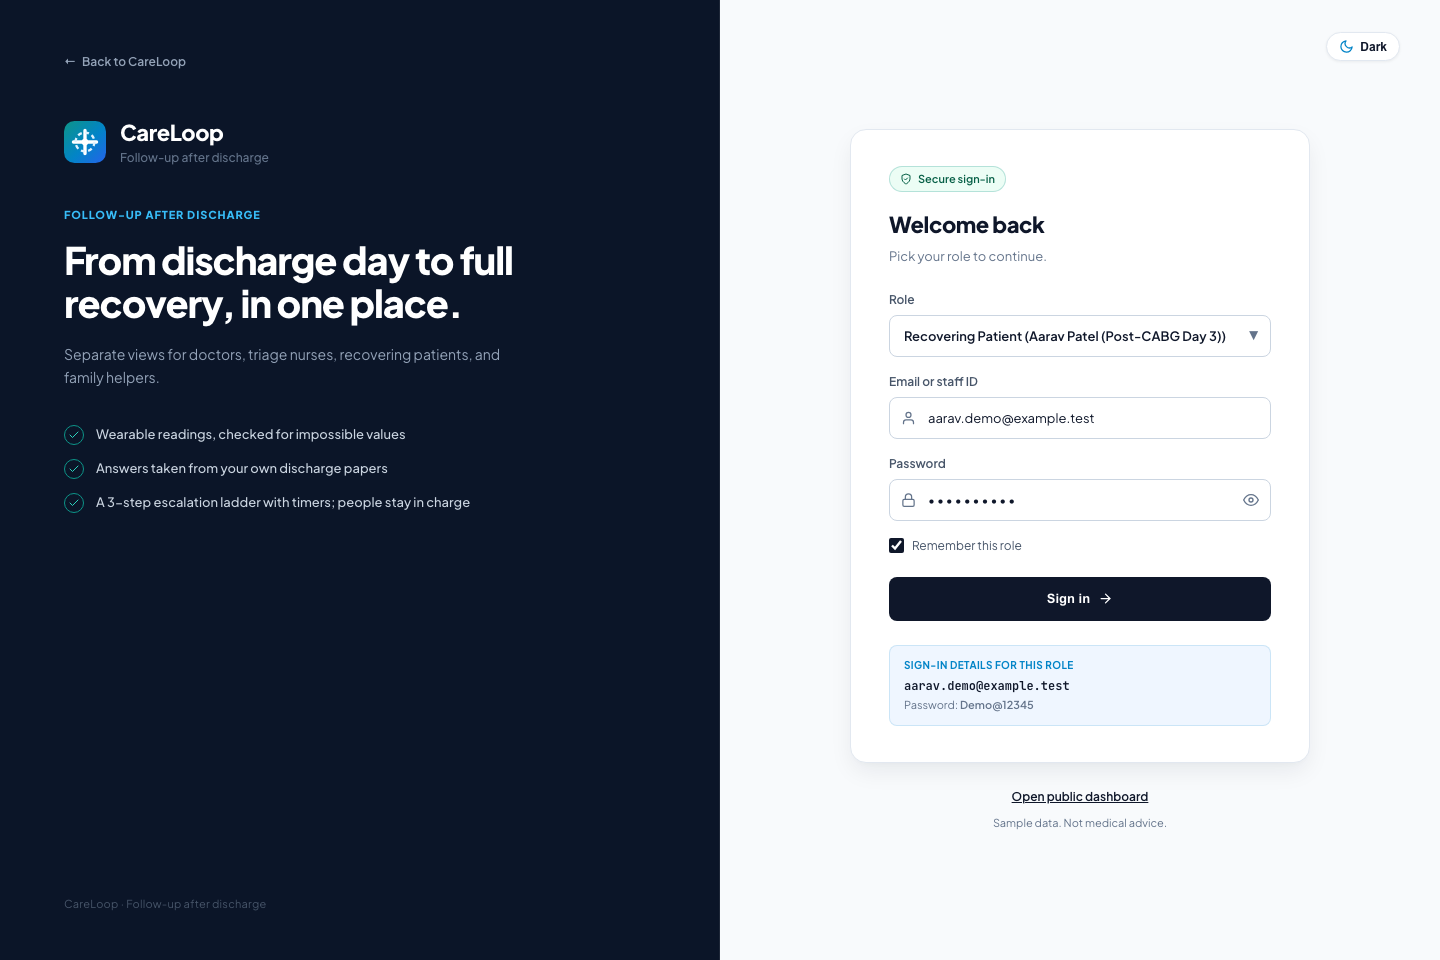 ← Back to CareLoop
CareLoop
Follow-up after discharge
FOLLOW-UP AFTER DISCHARGE
From discharge day to full
recovery, in one place.
Separate views for doctors, triage nurses, recovering patients, and
family helpers.
Wearable readings, checked for impossible values
Answers taken from your own discharge papers
A 3-step escalation ladder with timers; people stay in charge
CareLoop · Follow-up after discharge
Dark
Secure sign-in
Welcome back
Pick your role to continue.
Role
Recovering Patient (Aarav Patel (Post-CABG Day 3))
Email or staff ID
aarav.demo@example.test
Password
••••••••••
Remember this role
Sign in →
SIGN-IN DETAILS FOR THIS ROLE
aarav.demo@example.test
Password: Demo@12345
Open public dashboard
Sample data. Not medical advice.